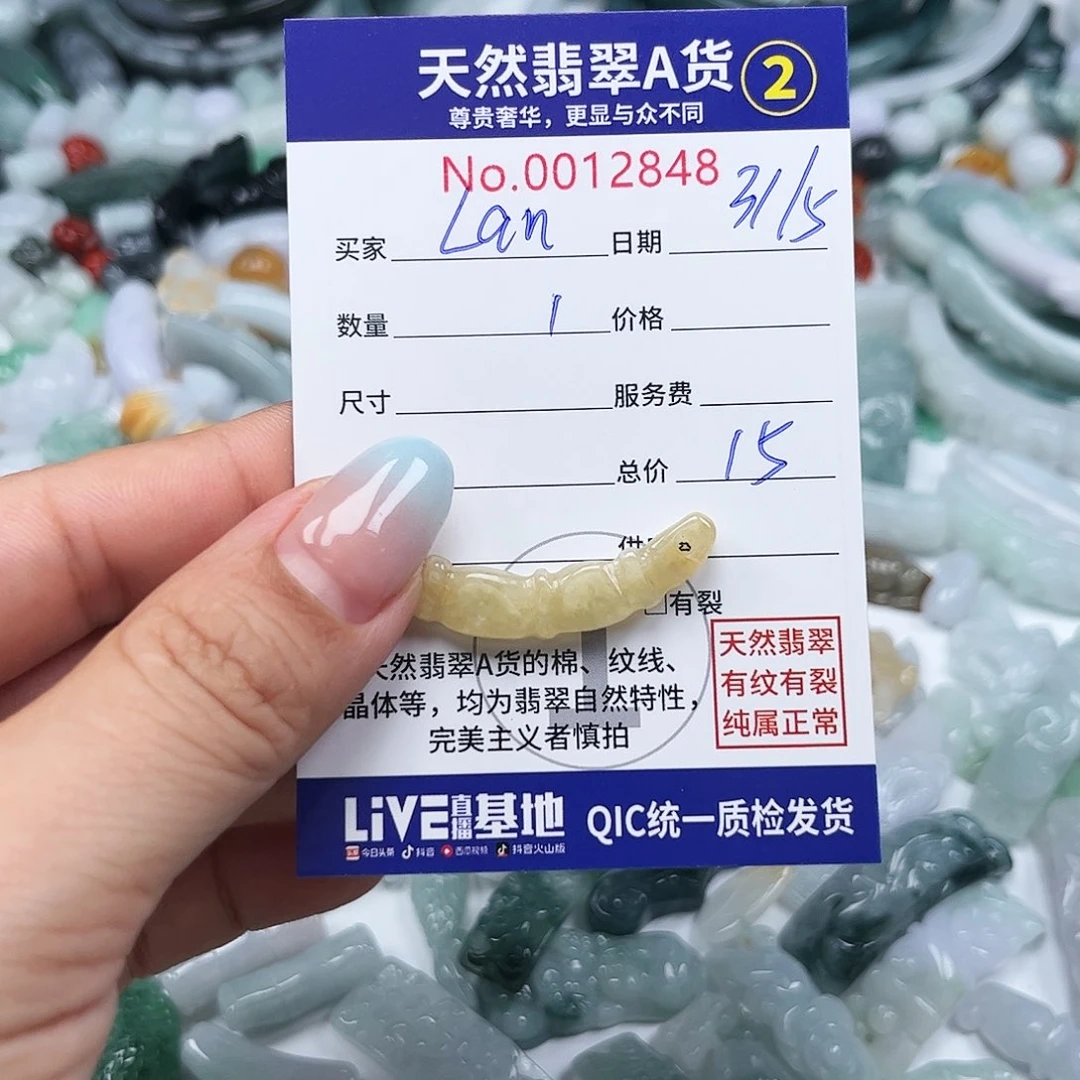 天然翡翠A货 2
尊贵奢华，更显与众不同
No.0012848
买家 Lan 日期 31/5
数量 1 价格
尺寸 服务费
总价 15
有裂
然翡翠A货的棉、纹线、
晶体等，均为翡翠自然特性，
完美主义者慎拍
天然翡翠
有纹有裂
纯属正常
LiVE直播基地 QIC统一质检发货
今日头条 抖音 西瓜视频 抖音火山版